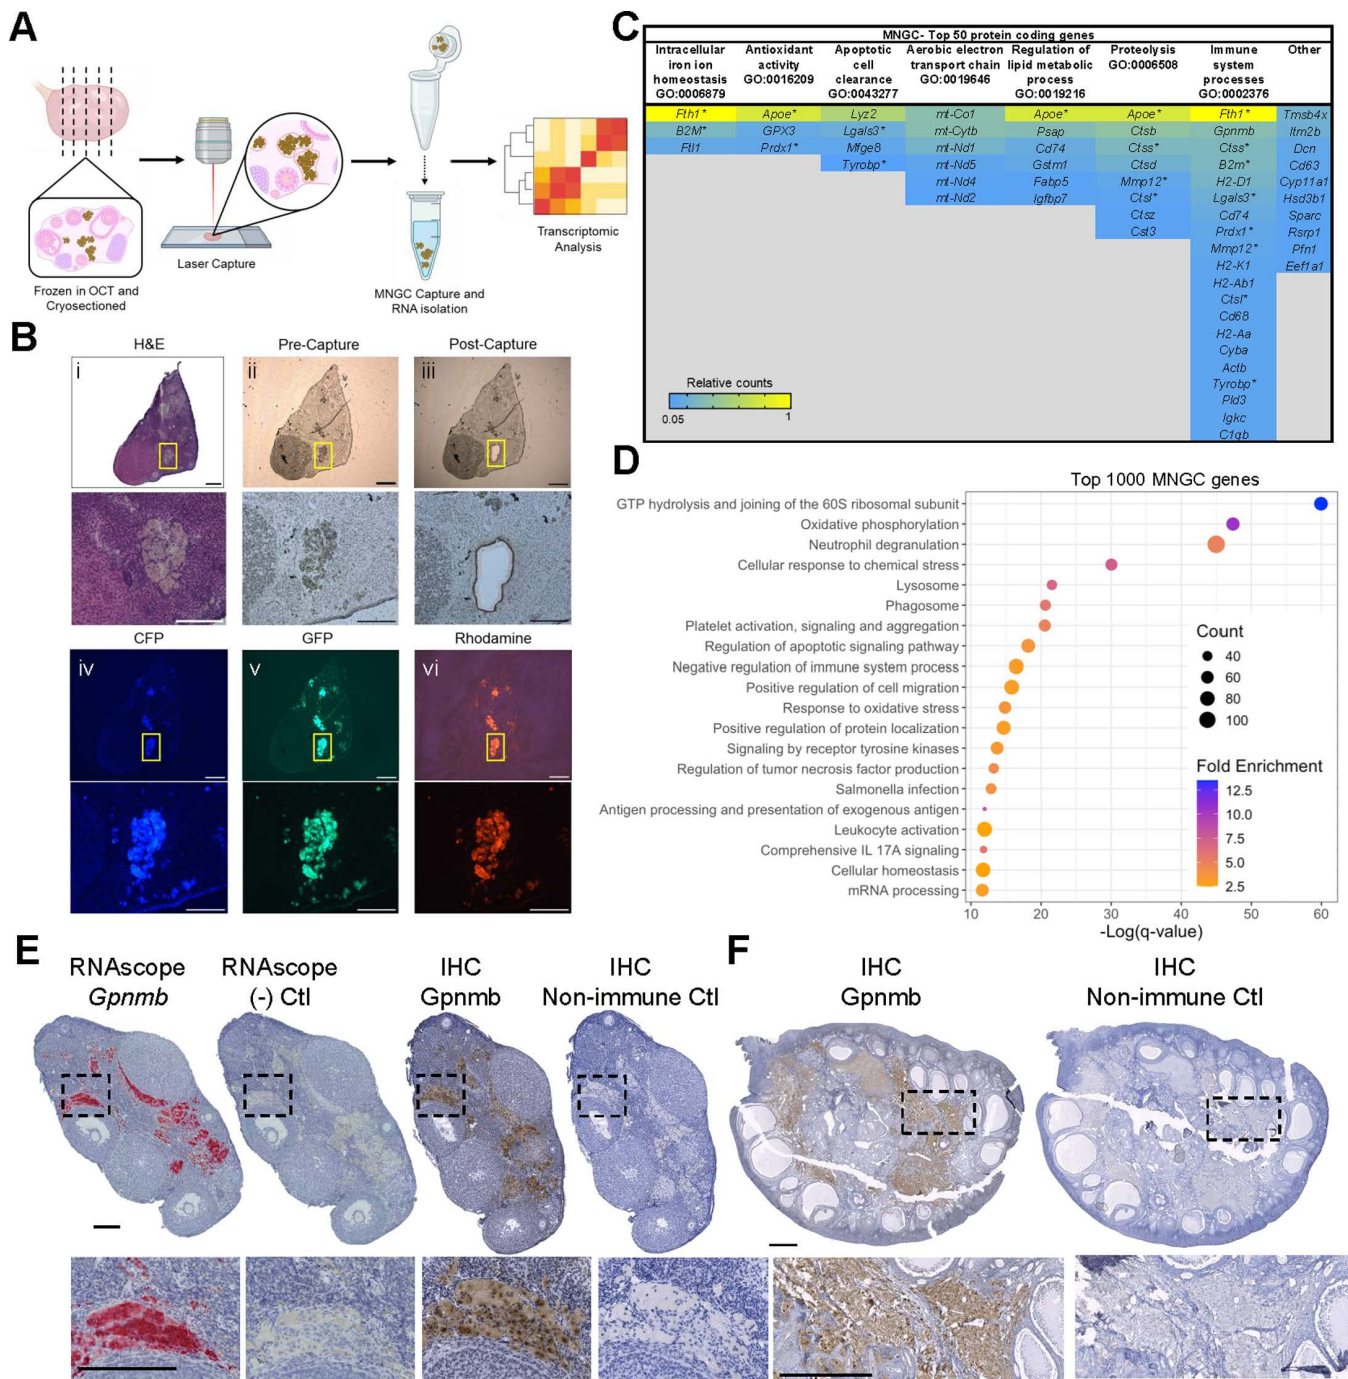 A
Frozen in OCT and
Cryosectioned
Laser Capture
MNGC Capture and
RNA isolation
Transcriptomic
Analysis
B
H&E
Pre-Capture
Post-Capture
i
ii
iii
CFP
GFP
Rhodamine
iv
v
vi
C
MNGC- Top 50 protein coding genes
Intracellular
iron ion
homeostasis
GO:0006879
Antioxidant
activity
GO:0016209
Apoptotic
cell
clearance
GO:0043277
Aerobic electron
transport chain
GO:0019646
Regulation of
lipid metabolic
process
GO:0019216
Proteolysis
GO:0006508
Immune
system
processes
GO:0002376
Other
Fth1* Apoe* Lyz2 mt-Co1 Apoe* Apoe* Fth1* Tmsb4x
B2M* GPX3 Lgals3* mt-Cytb Psap Ctsb Gpnmb Itm2b
Ftl1 Prdx1* Mfge8 mt-Nd1 Cd74 Ctss* Ctss* Dcn
Tyrobp* mt-Nd5 Gstm1 Ctsd B2m* Cd63
mt-Nd4 Fabp5 Mmp12* H2-D1 Cyp11a1
mt-Nd2 Igfbp7 Ctsl* Lgals3* Hsd3b1
Ctsz Cd74 Sparc
Cst3 Prdx1* Rsrp1
Mmp12* Pfn1
H2-K1 Eef1a1
H2-Ab1
Ctsl*
Cd68
H2-Aa
Cyba
Actb
Tyrobp*
Pld3
Igkc
C1qb
Relative counts
0.05 1
D
Top 1000 MNGC genes
GTP hydrolysis and joining of the 60S ribosomal subunit
Oxidative phosphorylation
Neutrophil degranulation
Cellular response to chemical stress
Lysosome
Phagosome
Platelet activation, signaling and aggregation
Regulation of apoptotic signaling pathway
Negative regulation of immune system process
Positive regulation of cell migration
Response to oxidative stress
Positive regulation of protein localization
Signaling by receptor tyrosine kinases
Regulation of tumor necrosis factor production
Salmonella infection
Antigen processing and presentation of exogenous antigen
Leukocyte activation
Comprehensive IL 17A signaling
Cellular homeostasis
mRNA processing
10 20 30 40 50 60
-Log(q-value)
Count
40
60
80
100
Fold Enrichment
12.5
10.0
7.5
5.0
2.5
E
RNAscope
Gpnmb
RNAscope
(-) Ctl
IHC
Gpnmb
IHC
Non-immune Ctl
F
IHC
Gpnmb
IHC
Non-immune Ctl